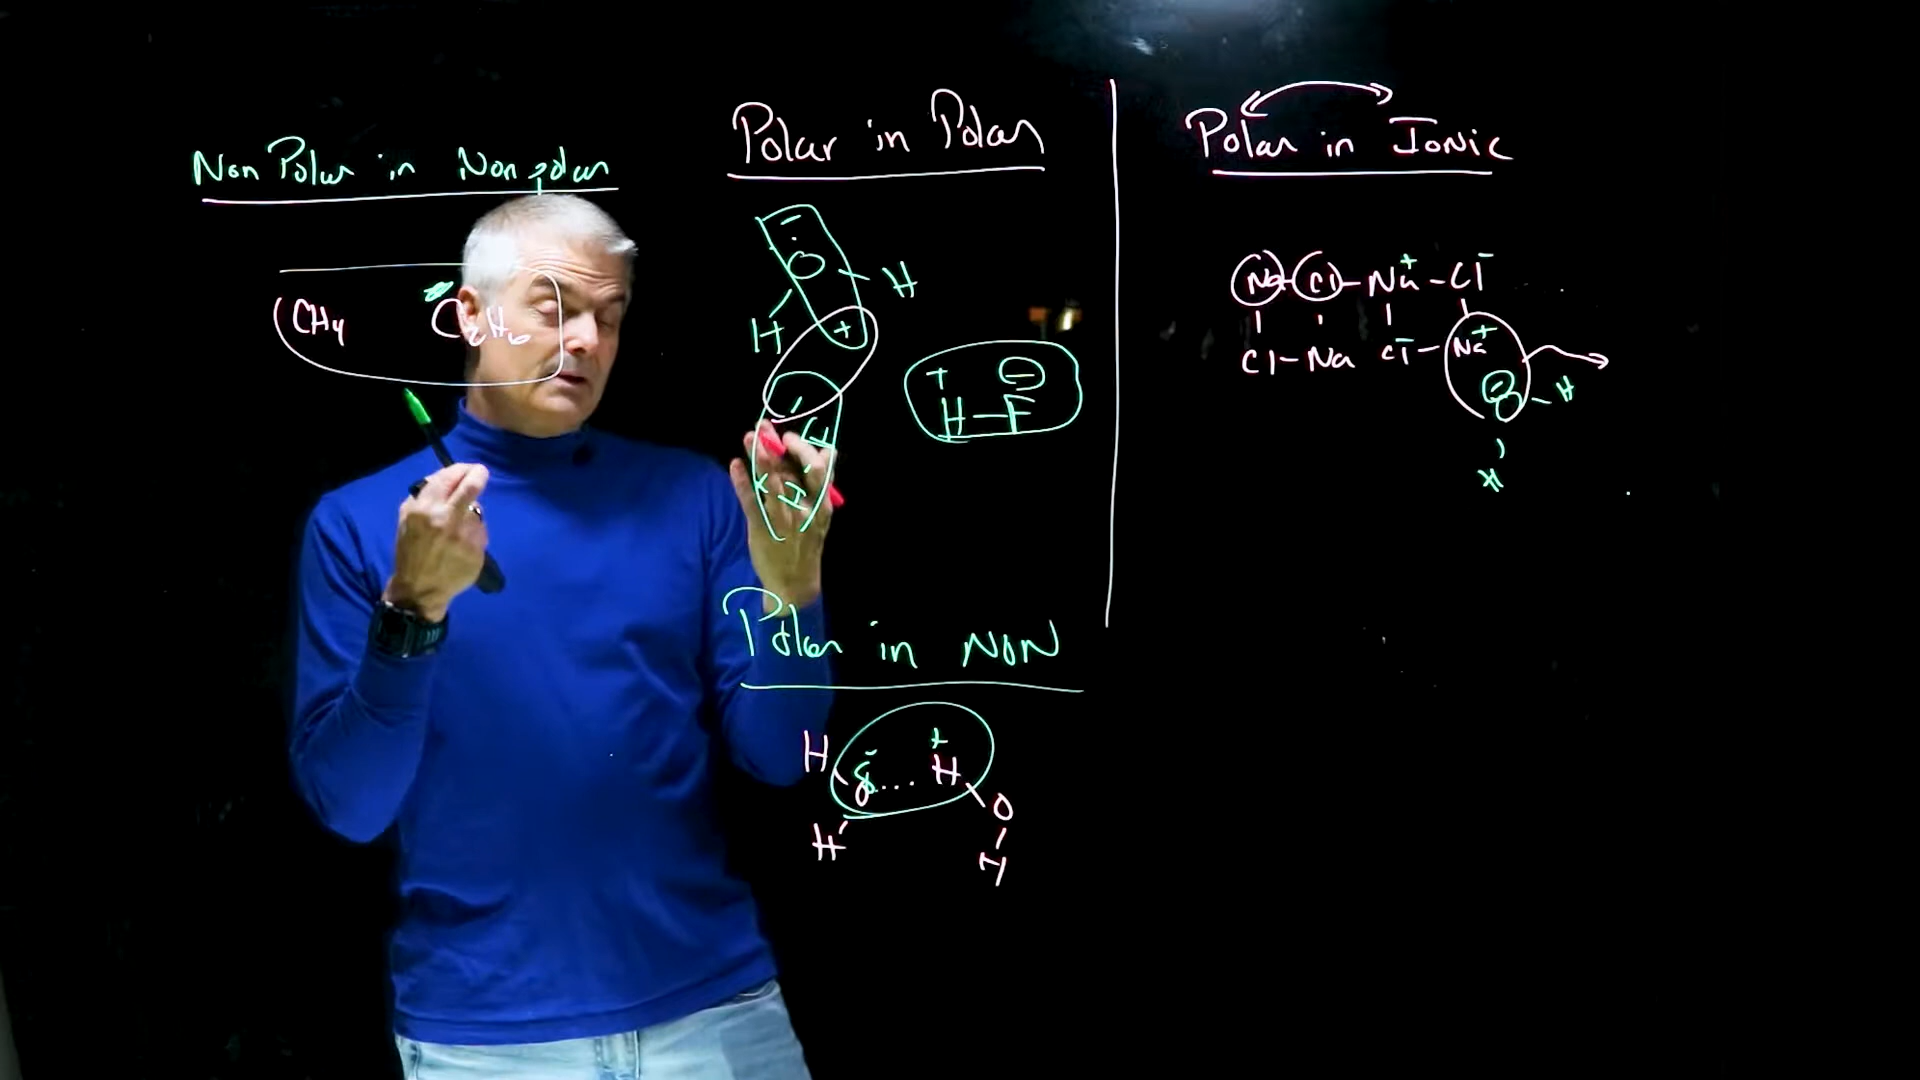 Non Polar in Non polar
CH4 C2H6
Polar in Polar
-
O - H
H
+
+ -
H-F
Polar in NON
- +
H S... H
H O
H
Polar in Ionic
Na-Cl-Na+-Cl-
Cl-Na Cl- - Na+
- O - H
H